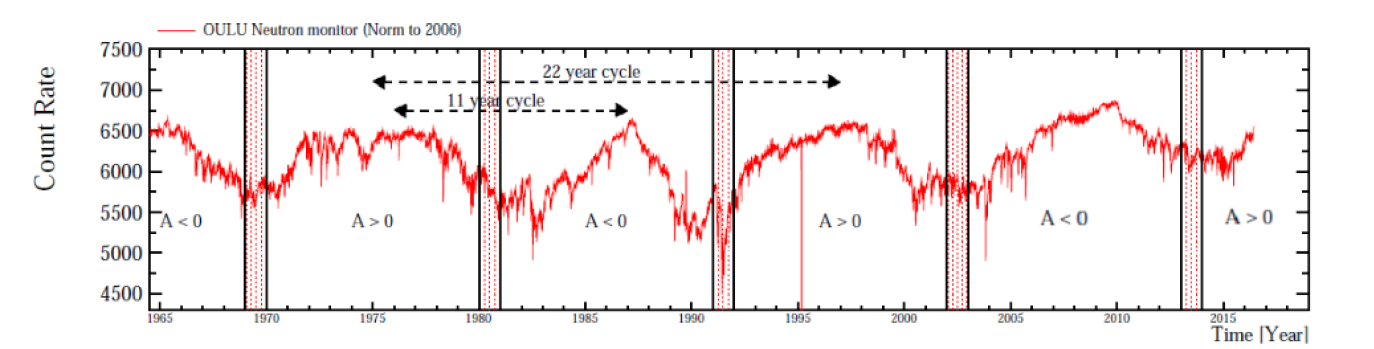 OULU Neutron monitor (Norm to 2006)
Count Rate
7500
7000
6500
6000
5500
5000
4500
22 year cycle
11 year cycle
A < 0
A > 0
A < 0
A > 0
A < 0
A > 0
1965 1970 1975 1980 1985 1990 1995 2000 2005 2010 2015
Time [Year]